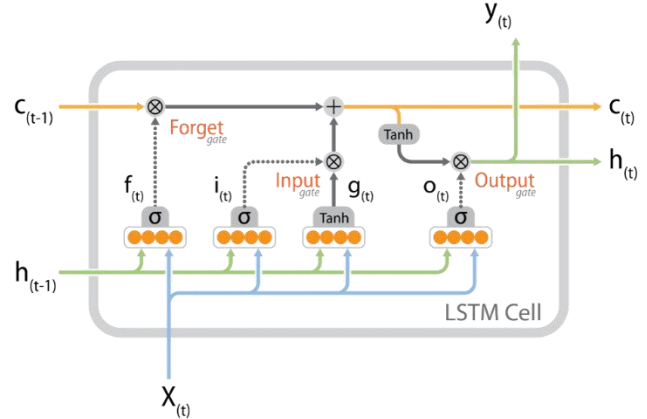 y(t)
c(t-1)
c(t)
Forget
gate
Tanh
h(t)
f(t)
i(t)
Input
gate
g(t)
o(t)
Output
gate
σ
σ
Tanh
σ
h(t-1)
LSTM Cell
X(t)